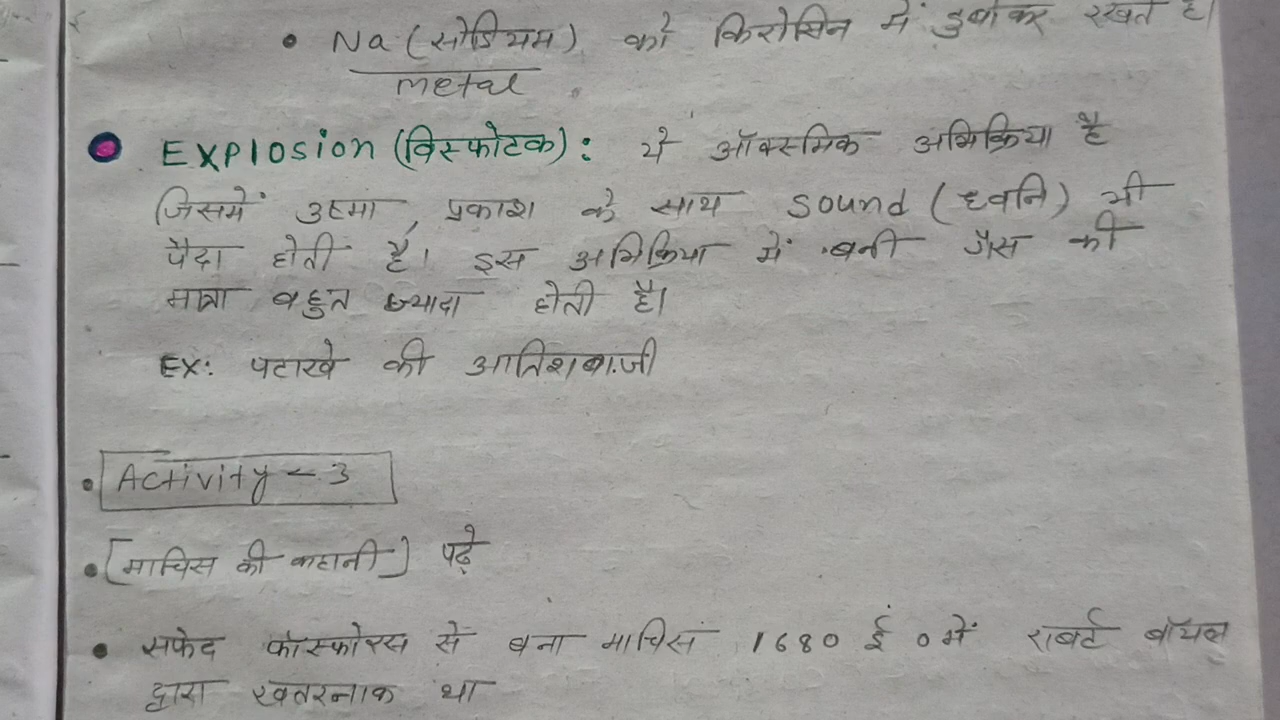 • Na (सोडियम) को किरोसिन में डुबोकर रखते है।
metal
EXPlOSion (विस्फोटक): ये ऑक्स्मिक अभिक्रिया है
जिसमें उष्मा, प्रकाश के साथ Sound (ध्वनि) भी
पैदा होती है। इस अभिक्रिया में बनी गैस की
मात्रा बहुत ज्यादा होती है।
EX: पटाखे की आतिशबाजी
• Activity - 3
• [माचिस की कहानी] पढ़े
• सफेद फॉस्फोरस से बना माचिस 1680 ई० में राबर्ट बॉयल
द्वारा खतरनाक था